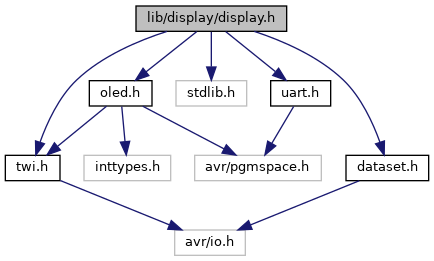 lib/display/display.h
oled.h
stdlib.h
uart.h
twi.h
inttypes.h
avr/pgmspace.h
dataset.h
avr/io.h